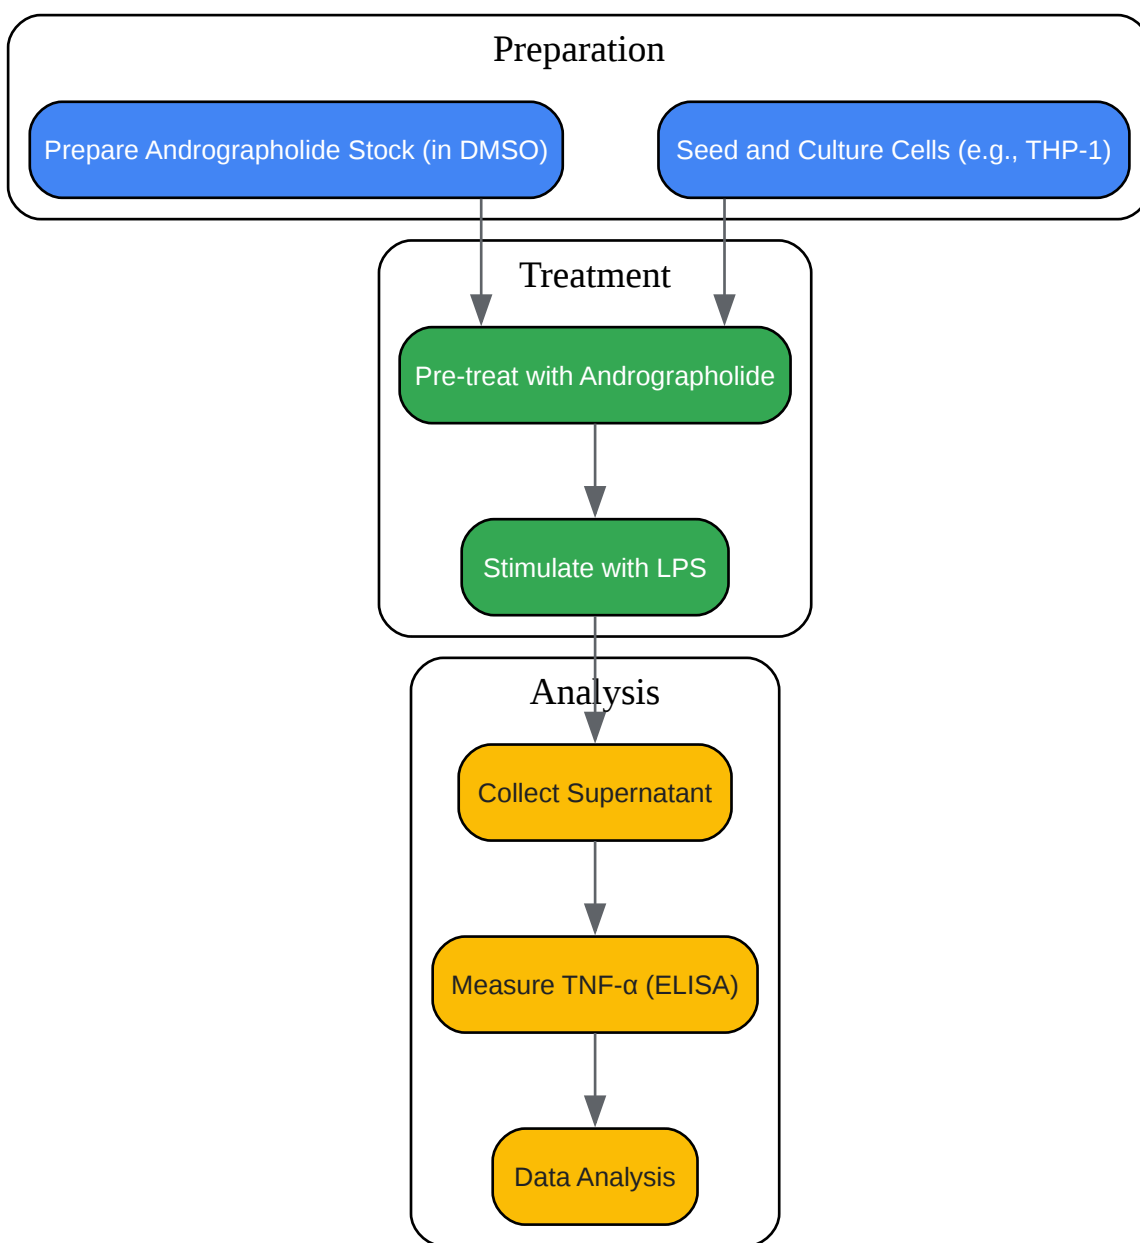 Preparation
Prepare Andrographolide Stock (in DMSO)
Seed and Culture Cells (e.g., THP-1)
Treatment
Pre-treat with Andrographolide
Stimulate with LPS
Analysis
Collect Supernatant
Measure TNF-α (ELISA)
Data Analysis